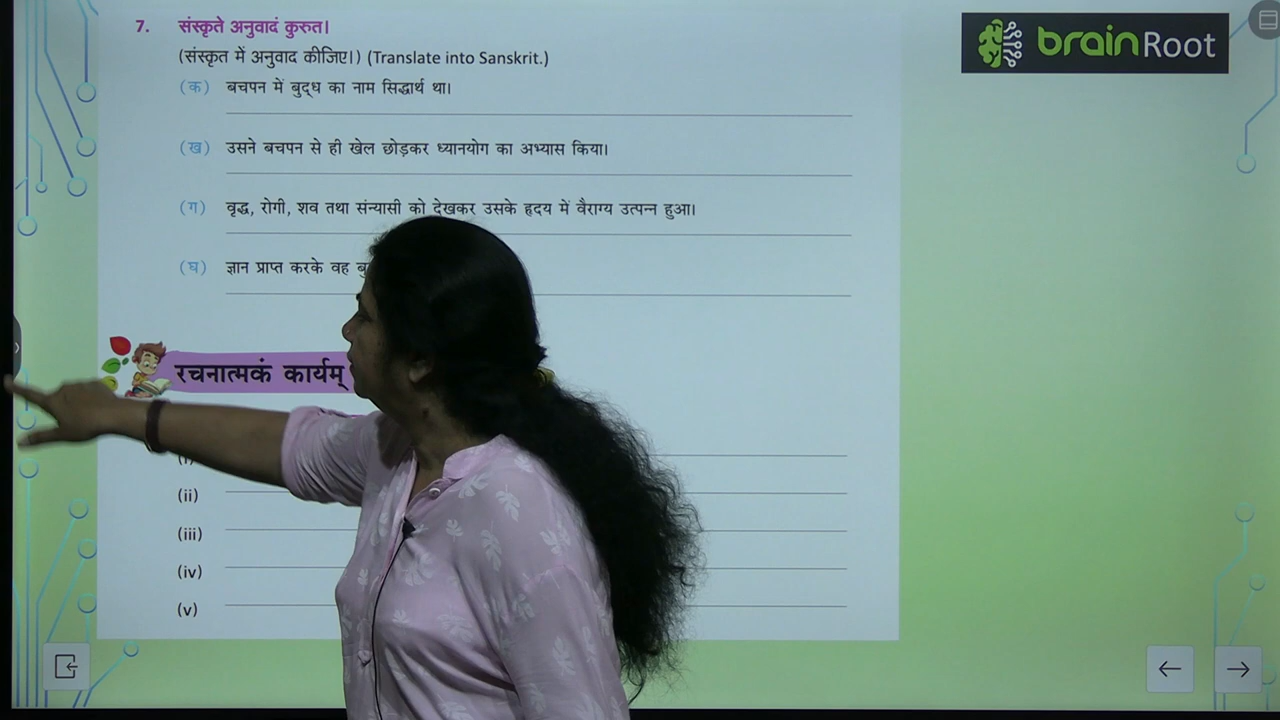 7. संस्कृते अनुवादं कुरुत।
(संस्कृत में अनुवाद कीजिए।) (Translate into Sanskrit.)
(क) बचपन में बुद्ध का नाम सिद्धार्थ था।
(ख) उसने बचपन से ही खेल छोड़कर ध्यानयोग का अभ्यास किया।
(ग) वृद्ध, रोगी, शव तथा संन्यासी को देखकर उसके हृदय में वैराग्य उत्पन्न हुआ।
(घ) ज्ञान प्राप्त करके वह
रचनात्मकं कार्यम्
(ii)
(iii)
(iv)
(v)
brainRoot